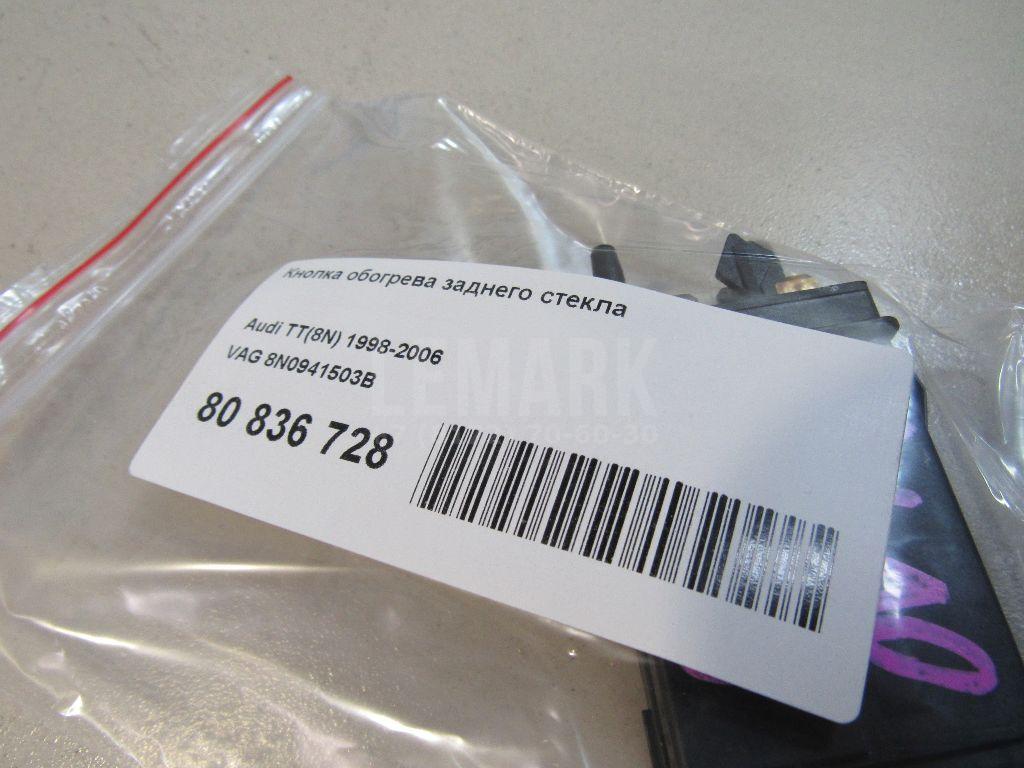 Кнопка обогрева заднего стекла
Audi TT(8N) 1998-2006
VAG 8N0941503B
80 836 728
LEMARK